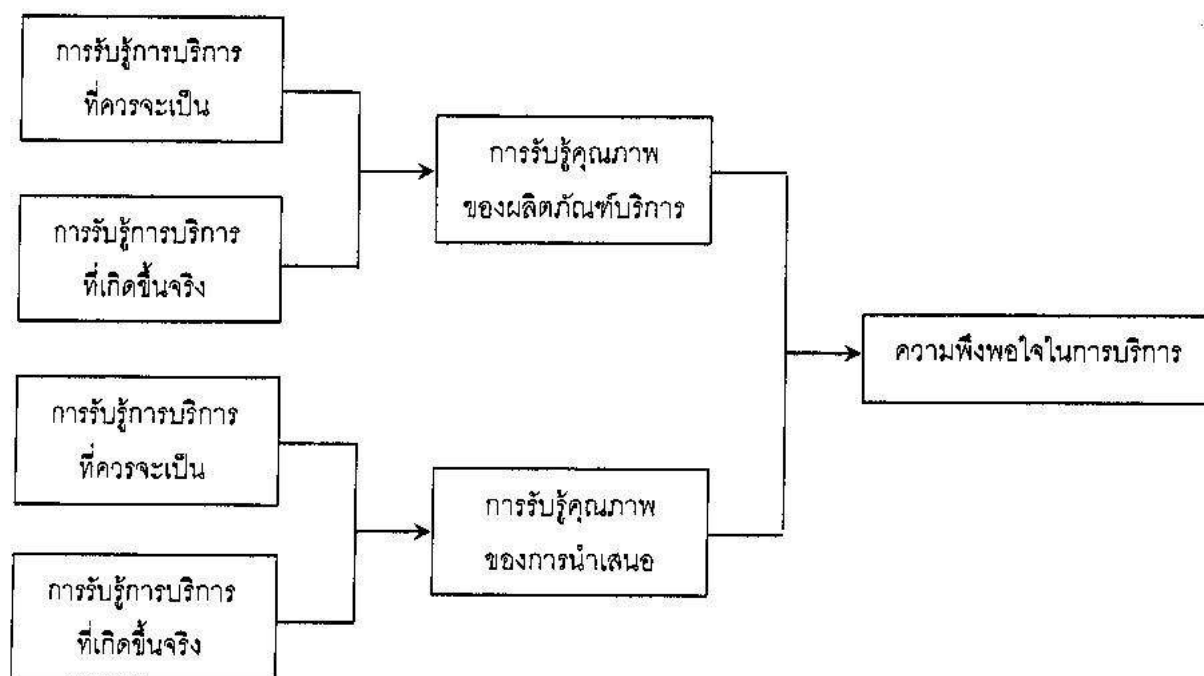 การรับรู้การบริการ
ที่ควรจะเป็น
การรับรู้การบริการ
ที่เกิดขึ้นจริง
การรับรู้คุณภาพ
ของผลิตภัณฑ์บริการ
การรับรู้การบริการ
ที่ควรจะเป็น
การรับรู้การบริการ
ที่เกิดขึ้นจริง
การรับรู้คุณภาพ
ของการนำเสนอ
ความพึงพอใจในการบริการ